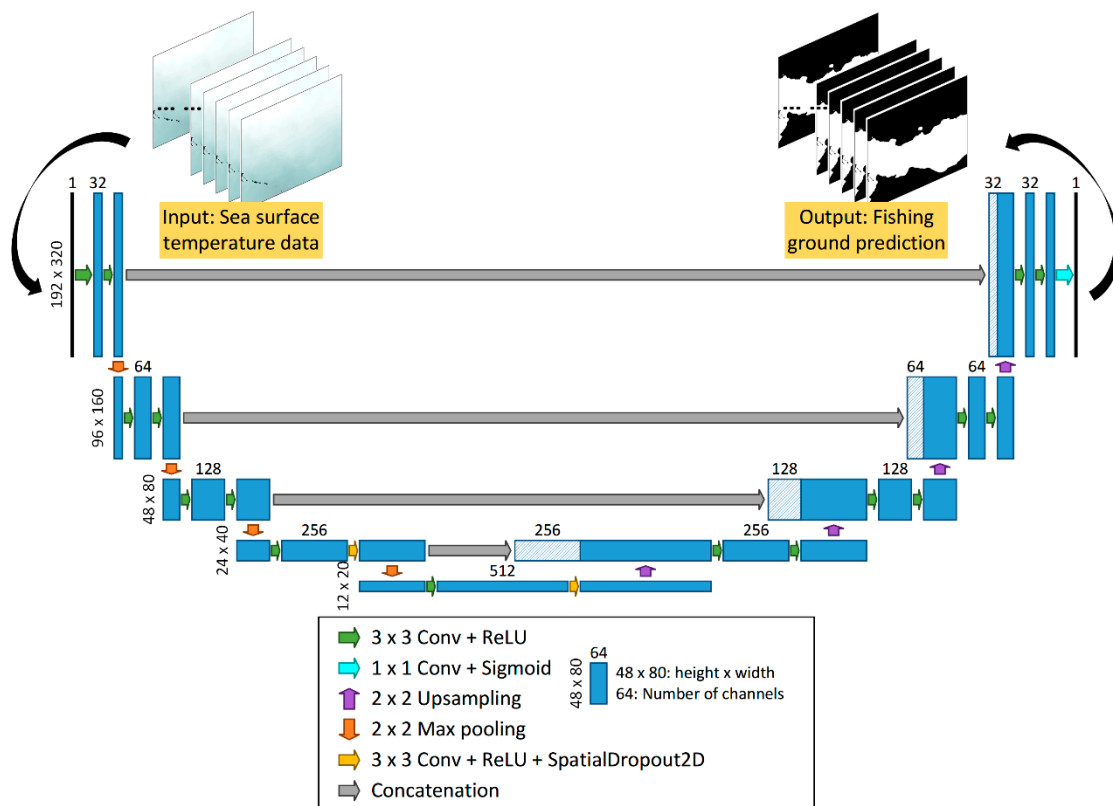 Input: Sea surface
temperature data
Output: Fishing
ground prediction
1
32
192 x 320
32
32
1
64
96 x 160
64
64
128
48 x 80
128
128
256
24 x 40
256
256
512
12 x 20
3 x 3 Conv + ReLU
1 x 1 Conv + Sigmoid
2 x 2 Upsampling
2 x 2 Max pooling
3 x 3 Conv + ReLU + SpatialDropout2D
Concatenation
64
48 x 80
48 x 80: height x width
64: Number of channels